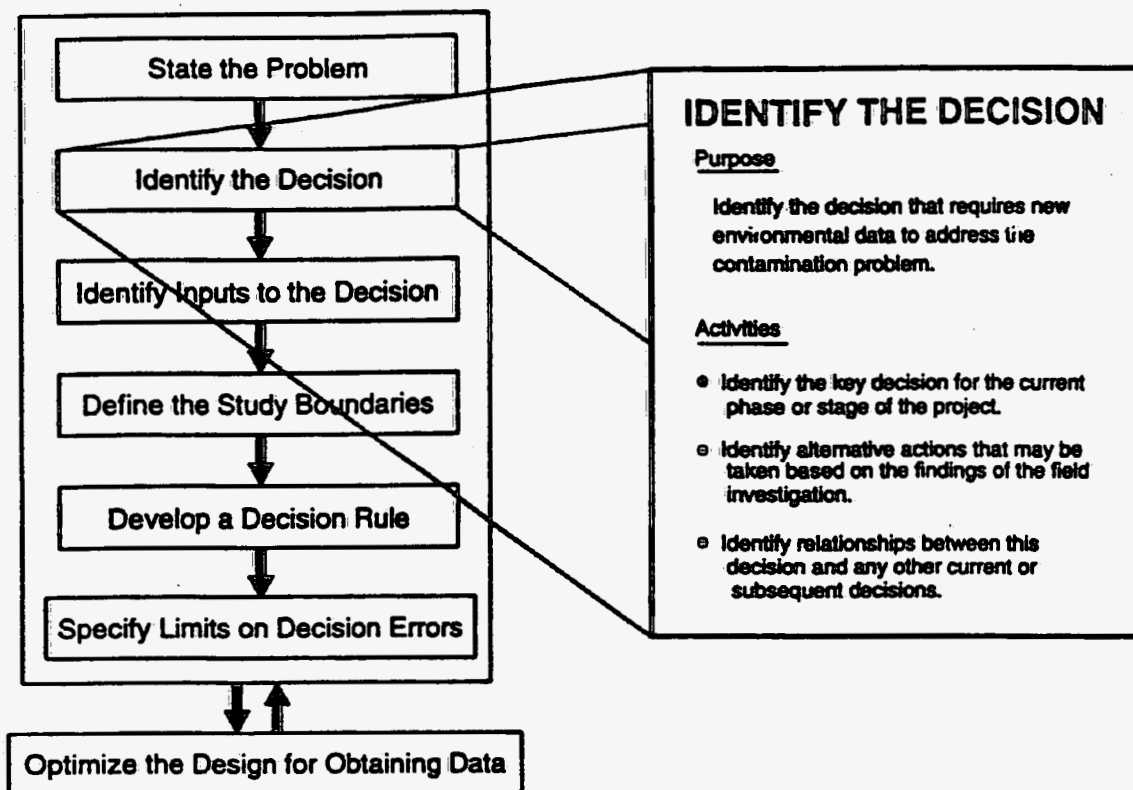 State the Problem
Identify the Decision
Identify Inputs to the Decision
Define the Study Boundaries
Develop a Decision Rule
Specify Limits on Decision Errors
Optimize the Design for Obtaining Data
IDENTIFY THE DECISION
Purpose
Identify the decision that requires new
environmental data to address the
contamination problem.
Activities
Identify the key decision for the current
phase or stage of the project.
Identify alternative actions that may be
taken based on the findings of the field
investigation.
Identify relationships between this
decision and any other current or
subsequent decisions.